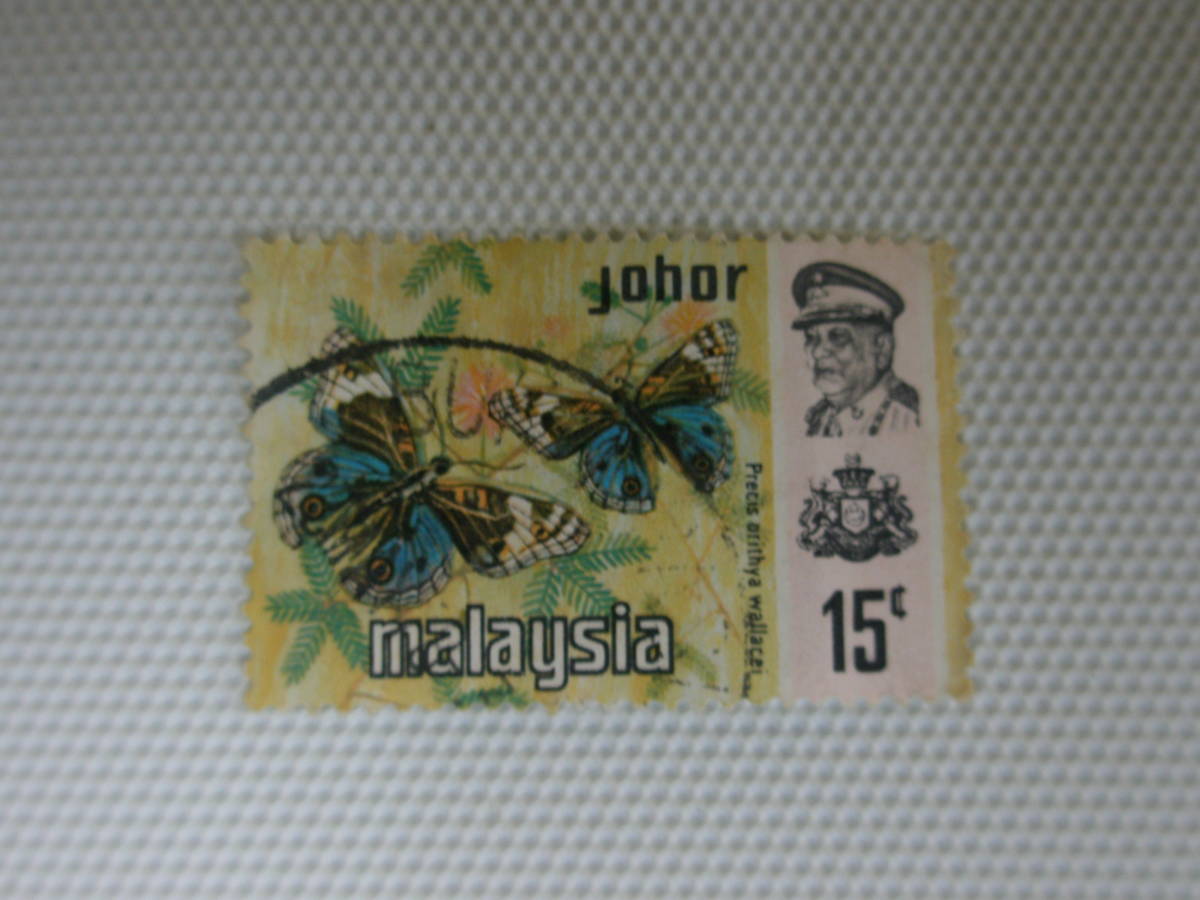 johor
malaysia
Precis orithya wallacei
15¢